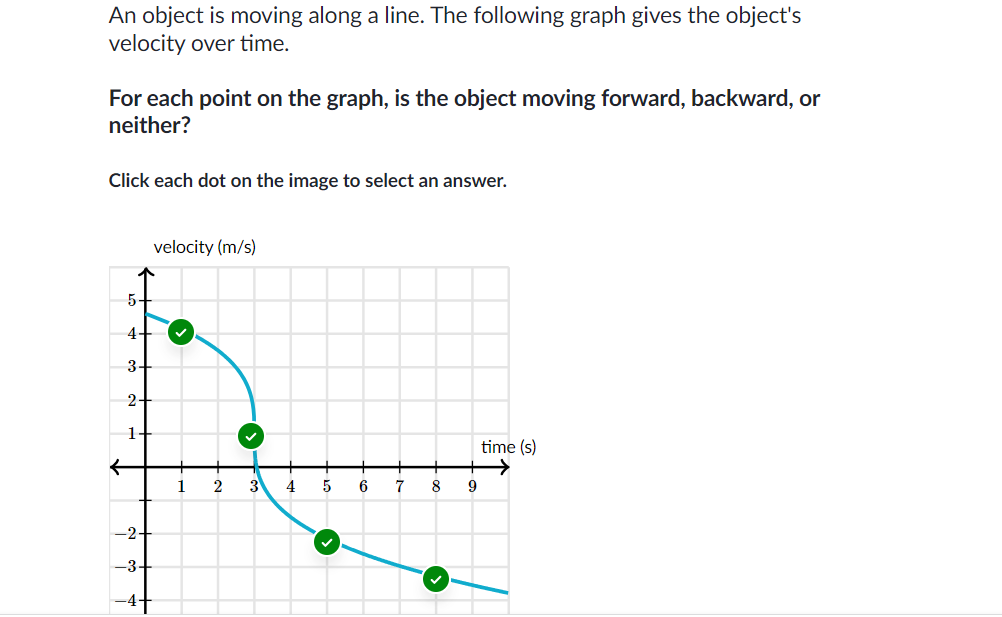 An object is moving along a line. The following graph gives the object's
velocity over time.
For each point on the graph, is the object moving forward, backward, or
neither?
Click each dot on the image to select an answer.
velocity (m/s)
5
4
3
2
1
time (s)
1 2 3 4 5 6 7 8 9
−2
−3
−4